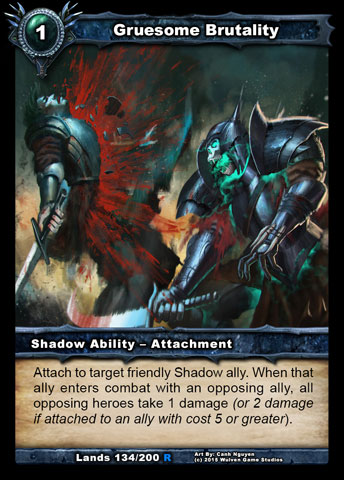 1
Gruesome Brutality
Shadow Ability – Attachment
Attach to target friendly Shadow ally. When that
ally enters combat with an opposing ally, all
opposing heroes take 1 damage (or 2 damage
if attached to an ally with cost 5 or greater).
Lands 134/200 R
Art By: Canh Nguyen
(c) 2015 Wulven Game Studios